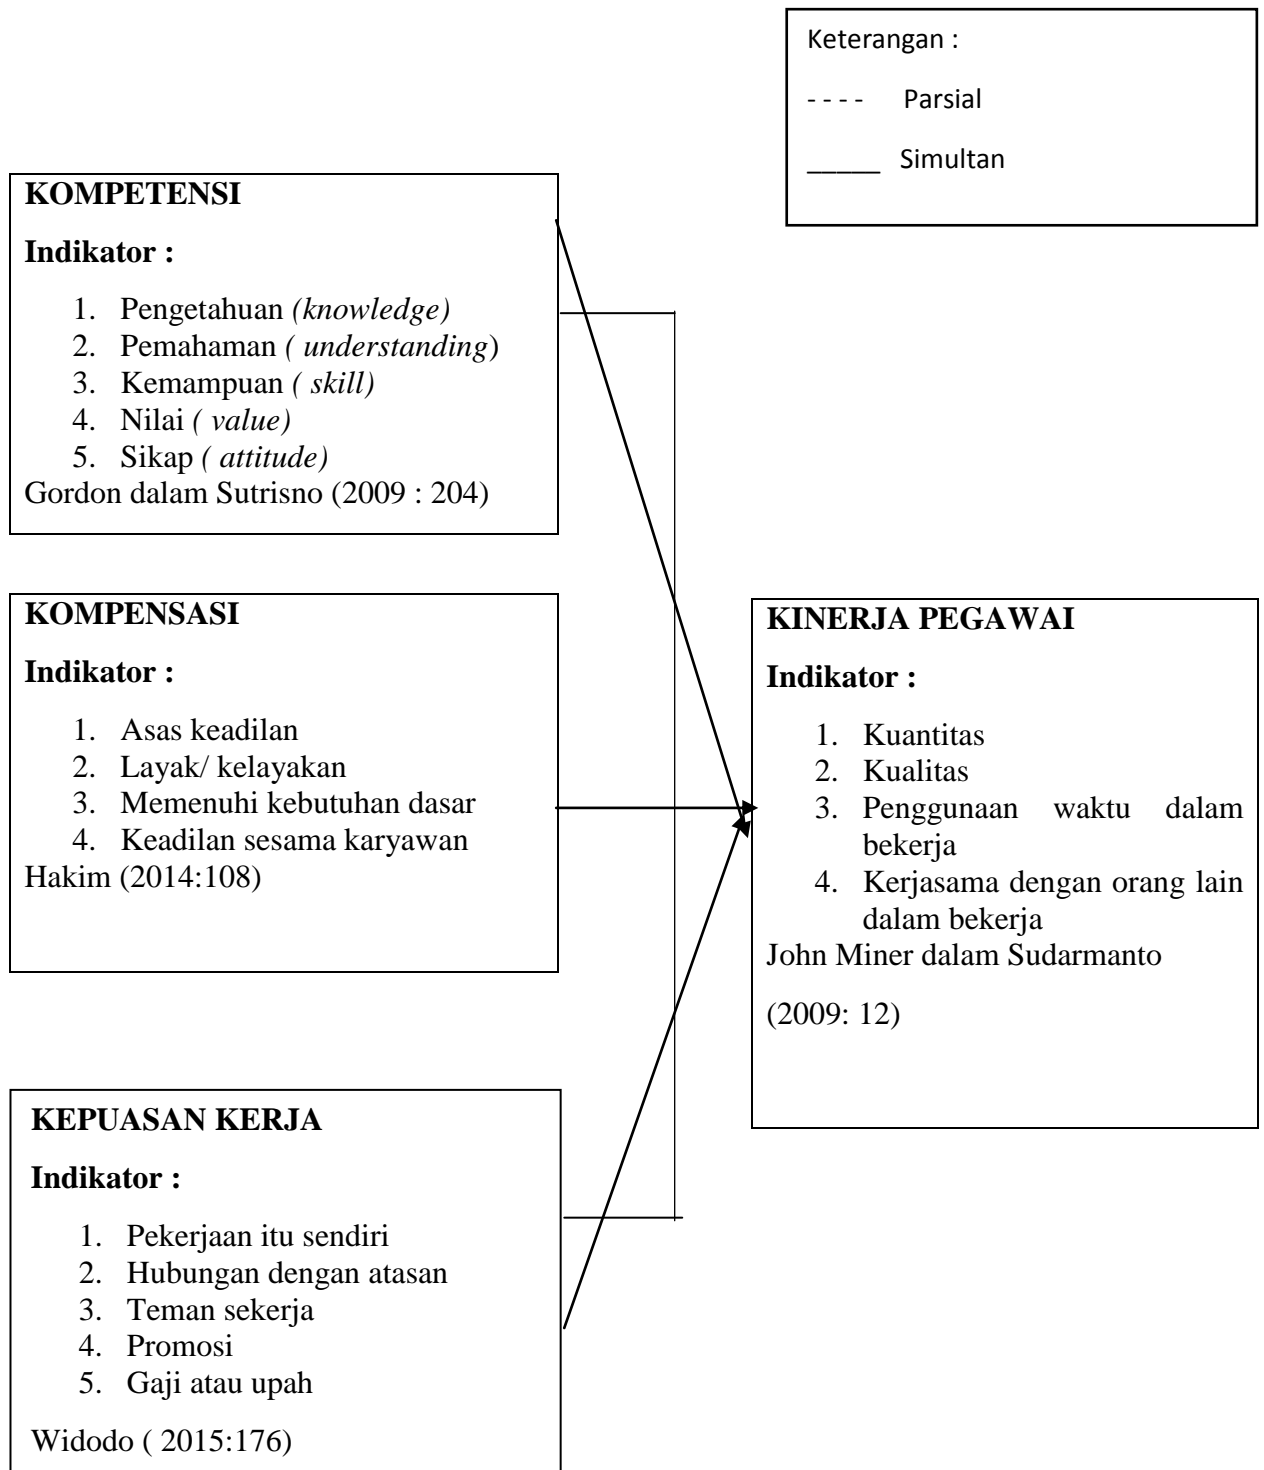 Keterangan :
- - - - Parsial
_____ Simultan
KOMPETENSI
Indikator :
1. Pengetahuan (knowledge)
2. Pemahaman ( understanding)
3. Kemampuan ( skill)
4. Nilai ( value)
5. Sikap ( attitude)
Gordon dalam Sutrisno (2009 : 204)
KOMPENSASI
Indikator :
1. Asas keadilan
2. Layak/ kelayakan
3. Memenuhi kebutuhan dasar
4. Keadilan sesama karyawan
Hakim (2014:108)
KINERJA PEGAWAI
Indikator :
1. Kuantitas
2. Kualitas
3. Penggunaan waktu dalam
bekerja
4. Kerjasama dengan orang lain
dalam bekerja
John Miner dalam Sudarmanto
(2009: 12)
KEPUASAN KERJA
Indikator :
1. Pekerjaan itu sendiri
2. Hubungan dengan atasan
3. Teman sekerja
4. Promosi
5. Gaji atau upah
Widodo ( 2015:176)